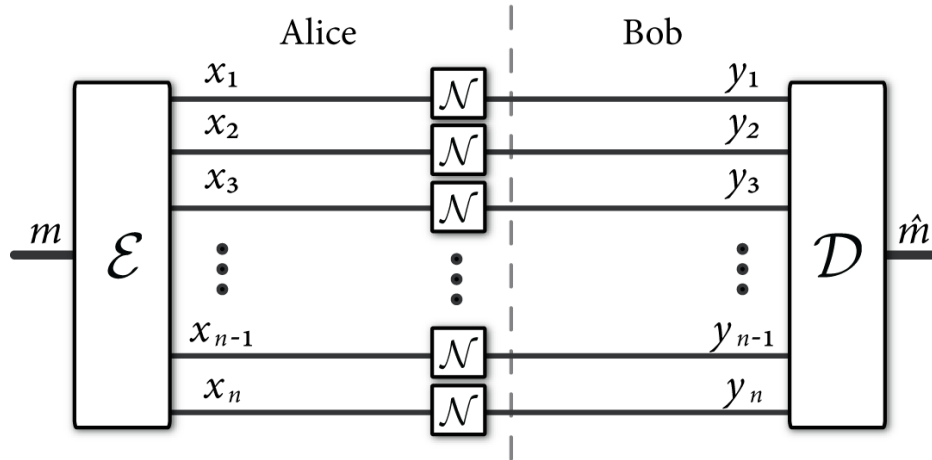 Alice Bob
x₁ 𝒩 y₁
x₂ 𝒩 y₂
x₃ 𝒩 y₃
m ℰ 𝒟 m̂
xₙ₋₁ 𝒩 yₙ₋₁
xₙ 𝒩 yₙ